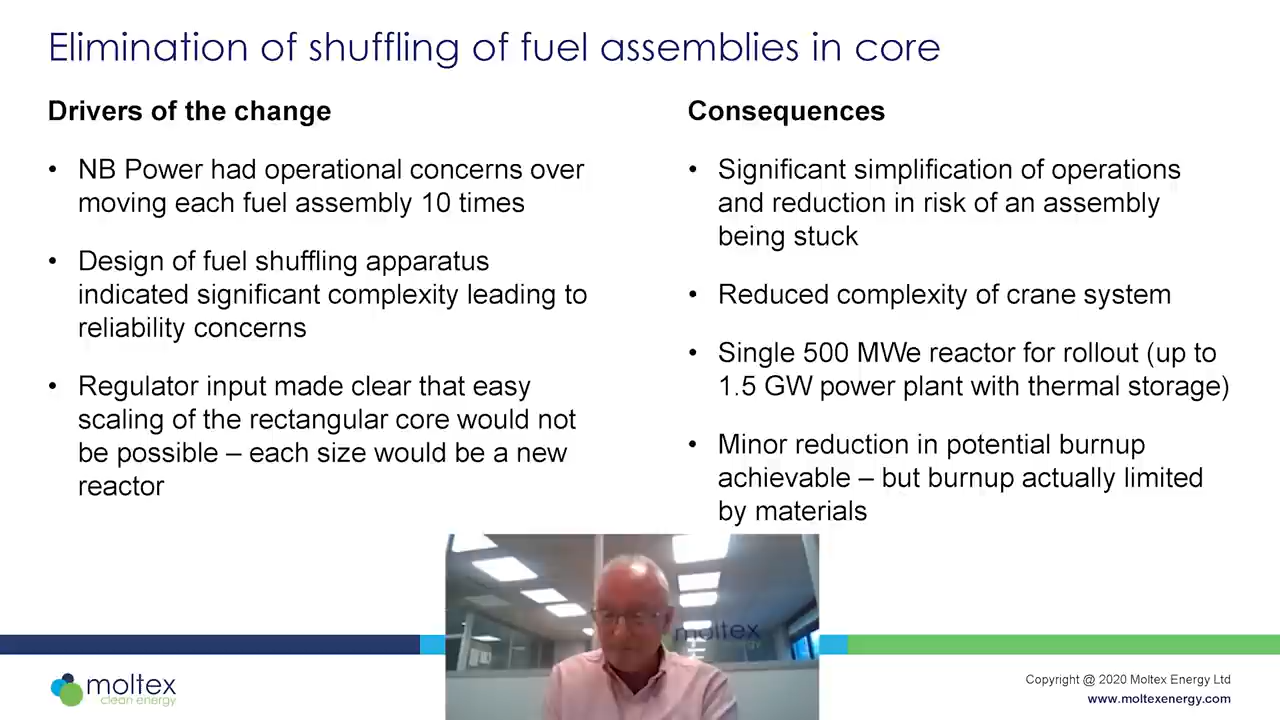 Elimination of shuffling of fuel assemblies in core
Drivers of the change
• NB Power had operational concerns over
moving each fuel assembly 10 times
• Design of fuel shuffling apparatus
indicated significant complexity leading to
reliability concerns
• Regulator input made clear that easy
scaling of the rectangular core would not
be possible – each size would be a new
reactor
Consequences
• Significant simplification of operations
and reduction in risk of an assembly
being stuck
• Reduced complexity of crane system
• Single 500 MWe reactor for rollout (up to
1.5 GW power plant with thermal storage)
• Minor reduction in potential burnup
achievable – but burnup actually limited
by materials
moltex
moltex
clean energy
Copyright @ 2020 Moltex Energy Ltd
www.moltexenergy.com